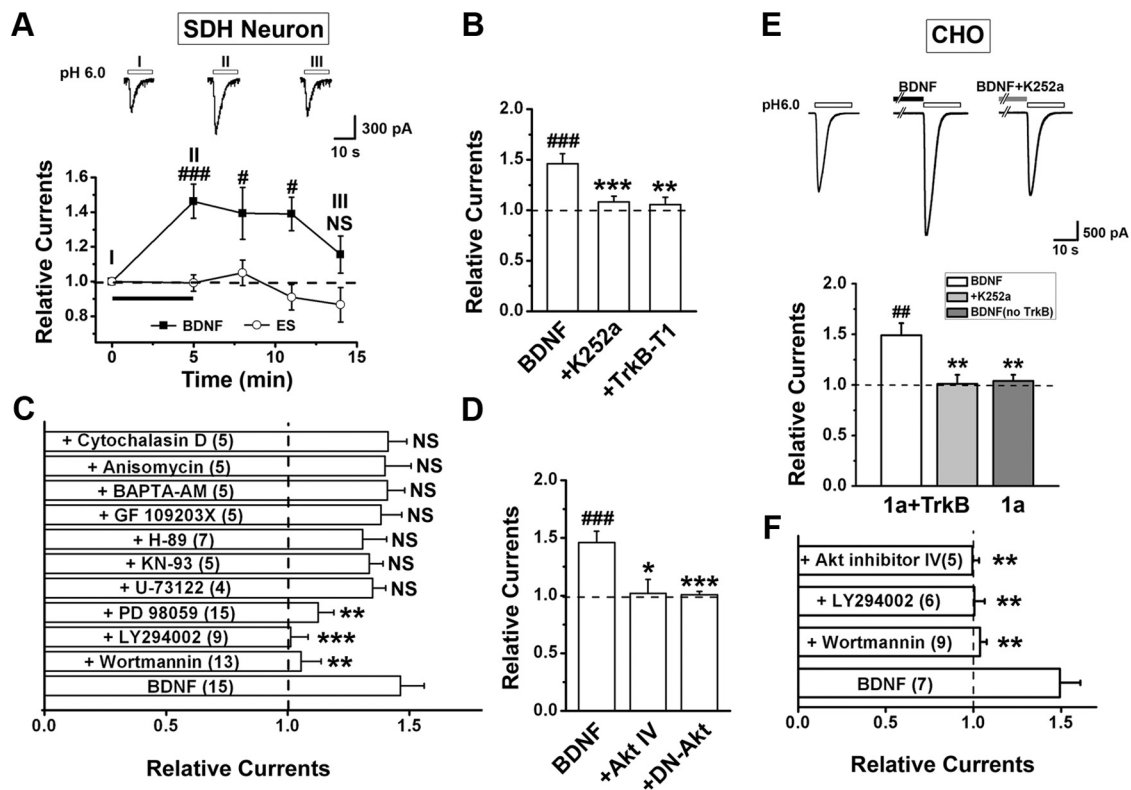 A
SDH Neuron
I
II
III
pH 6.0
300 pA
10 s
Relative Currents
1.6
1.4
1.2
1.0
0.8
I
II
###
#
#
III
NS
BDNF
ES
0
5
10
15
Time (min)
B
Relative Currents
2.0
1.5
1.0
0.5
0.0
###
***
**
BDNF
+K252a
+TrkB-T1
C
+ Cytochalasin D (5)
NS
+ Anisomycin (5)
NS
+ BAPTA-AM (5)
NS
+ GF 109203X (5)
NS
+ H-89 (7)
NS
+ KN-93 (5)
NS
+ U-73122 (4)
NS
+ PD 98059 (15)
**
+ LY294002 (9)
***
+ Wortmannin (13)
**
BDNF (15)
0.0
0.5
1.0
1.5
Relative Currents
D
Relative Currents
2.0
1.5
1.0
0.5
0.0
###
*
***
BDNF
+Akt IV
+DN-Akt
E
CHO
BDNF
BDNF+K252a
pH6.0
500 pA
10 s
BDNF
+K252a
BDNF(no TrkB)
Relative Currents
2.0
1.5
1.0
0.5
0.0
##
**
**
1a+TrkB
1a
F
+ Akt inhibitor IV(5)
**
+ LY294002 (6)
**
+ Wortmannin (9)
**
BDNF (7)
0.0
0.5
1.0
1.5
Relative Currents